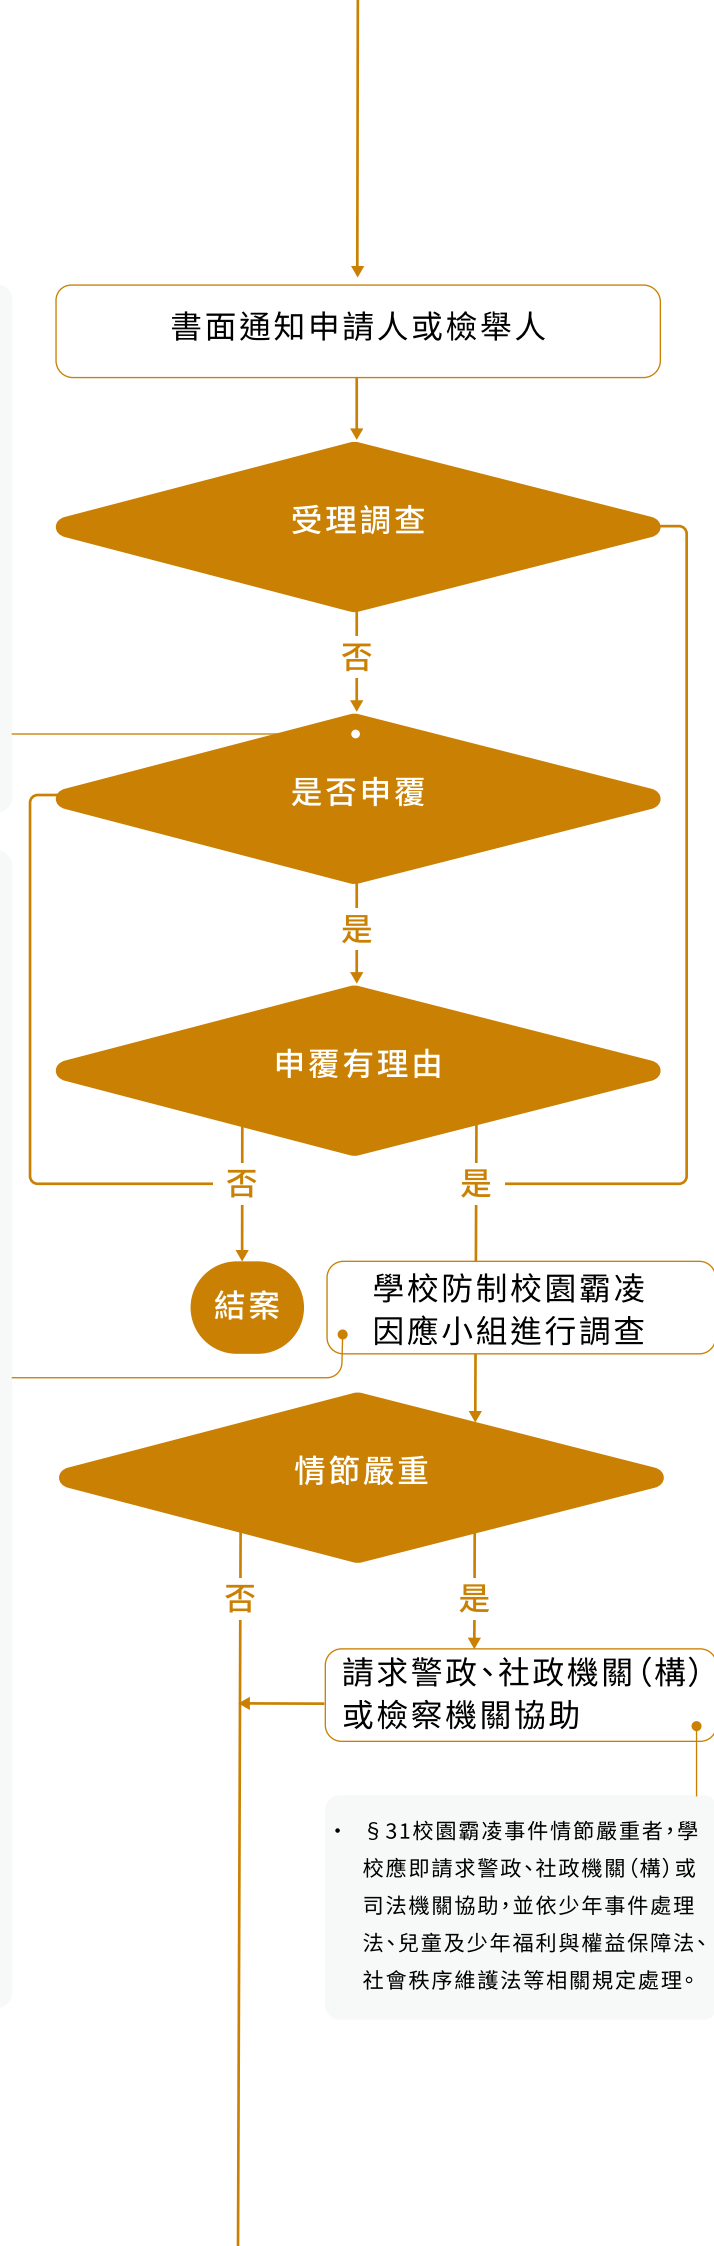 書面通知申請人或檢舉人
受理調查
否
是否申覆
是
申覆有理由
否
是
結案
學校防制校園霸凌
因應小組進行調查
情節嚴重
否
是
請求警政、社政機關(構)
或檢察機關協助
• §31校園霸凌事件情節嚴重者，學
校應即請求警政、社政機關(構)或
司法機關協助，並依少年事件處理
法、兒童及少年福利與權益保障法、
社會秩序維護法等相關規定處理。